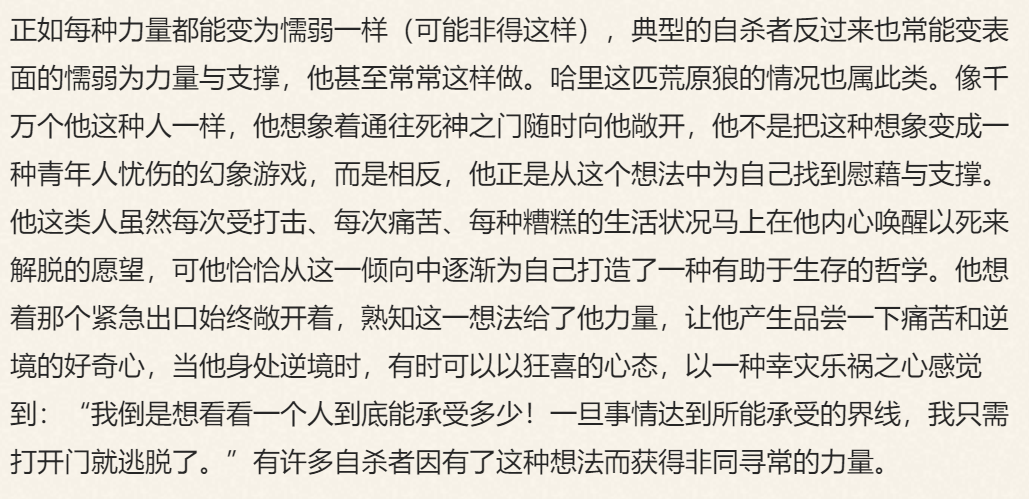 正如每种力量都能变为懦弱一样（可能非得这样），典型的自杀者反过来也常能变表
面的懦弱为力量与支撑，他甚至常常这样做。哈里这匹荒原狼的情况也属此类。像千
万个他这种人一样，他想象着通往死神之门随时向他敞开，他不是把这种想象变成一
种青年人忧伤的幻象游戏，而是相反，他正是从这个想法中为自己找到慰藉与支撑。
他这类人虽然每次受打击、每次痛苦、每种糟糕的生活状况马上在他内心唤醒以死来
解脱的愿望，可他恰恰从这一倾向中逐渐为自己打造了一种有助于生存的哲学。他想
着那个紧急出口始终敞开着，熟知这一想法给了他力量，让他产生品尝一下痛苦和逆
境的好奇心，当他身处逆境时，有时可以以狂喜的心态，以一种幸灾乐祸之心感觉
到：“我倒是想看看一个人到底能承受多少！一旦事情达到所能承受的界线，我只需
打开门就逃脱了。”有许多自杀者因有了这种想法而获得非同寻常的力量。